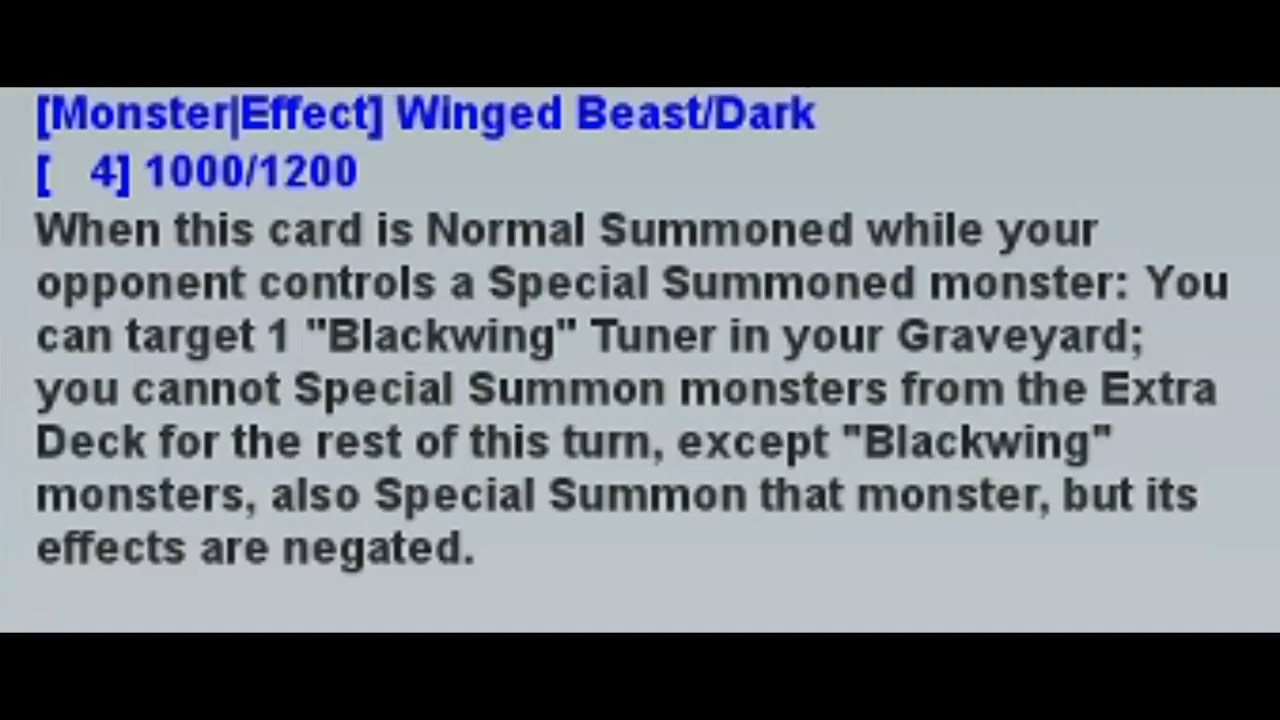 [Monster|Effect] Winged Beast/Dark
[ 4] 1000/1200
When this card is Normal Summoned while your
opponent controls a Special Summoned monster: You
can target 1 "Blackwing" Tuner in your Graveyard;
you cannot Special Summon monsters from the Extra
Deck for the rest of this turn, except "Blackwing"
monsters, also Special Summon that monster, but its
effects are negated.